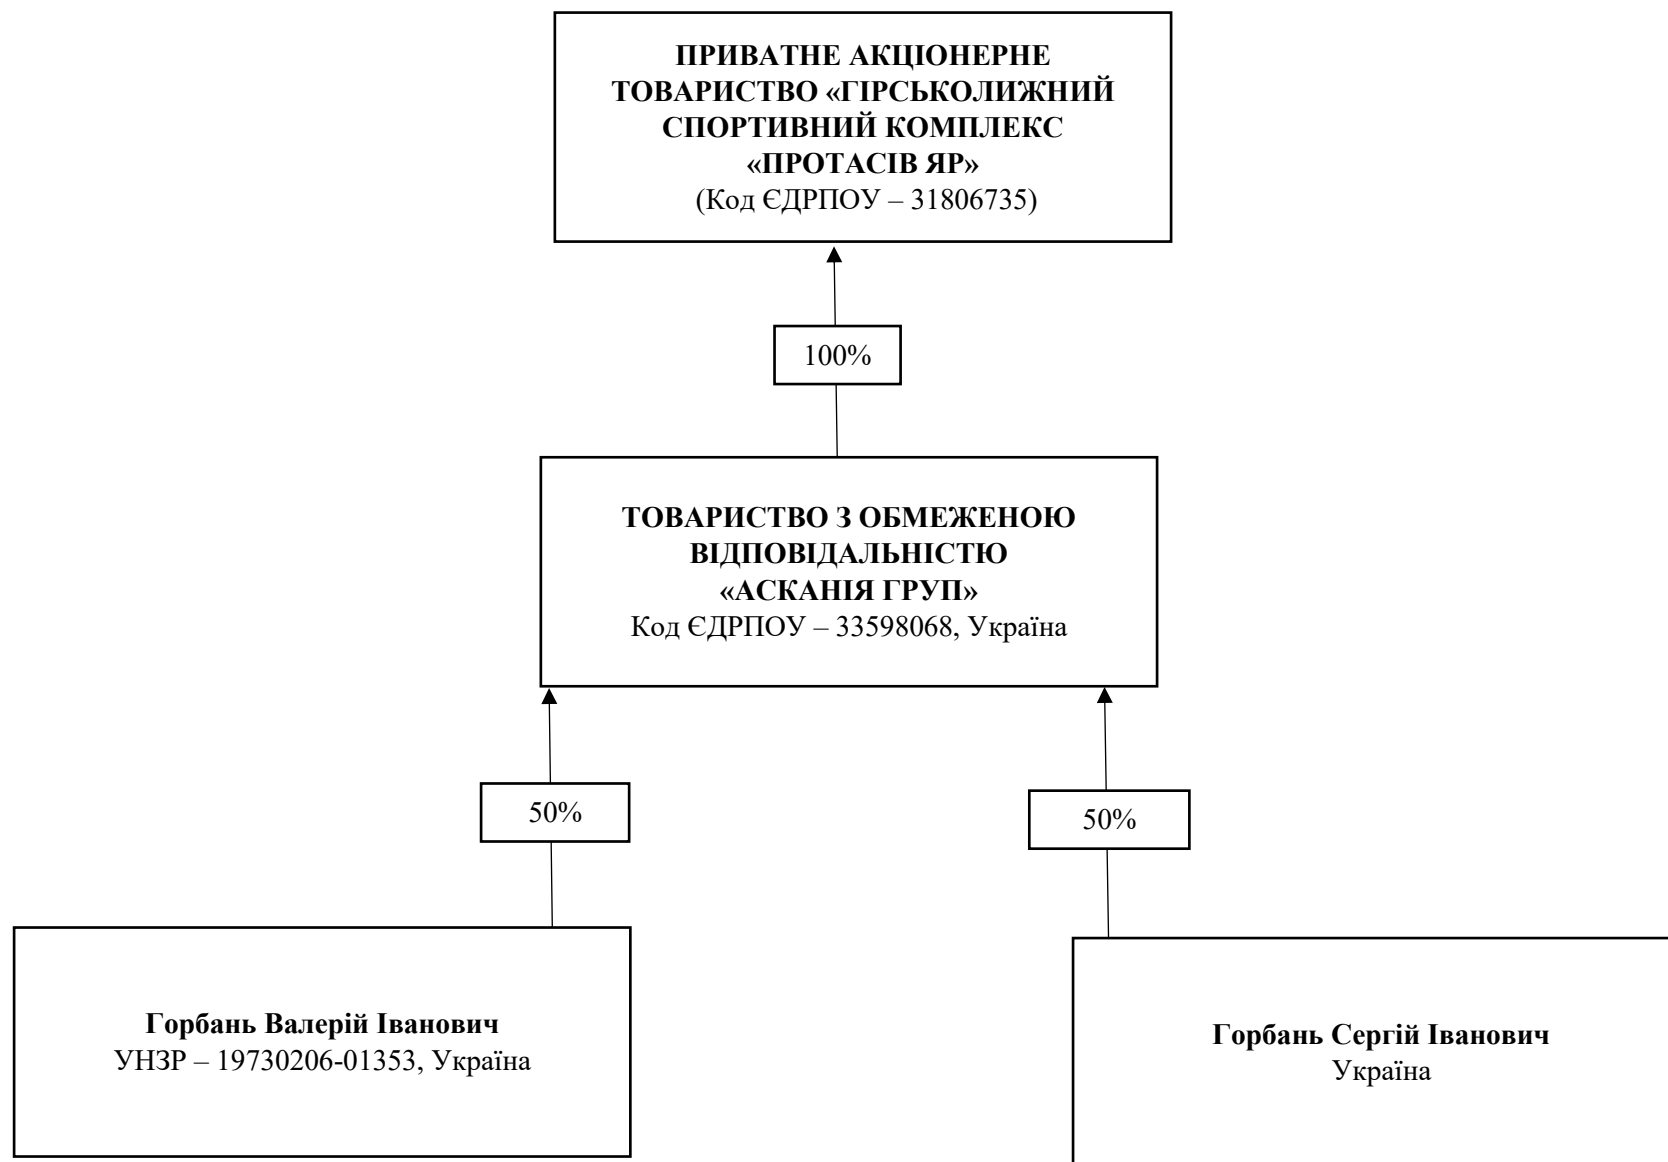 ПРИВАТНЕ АКЦІОНЕРНЕ
ТОВАРИСТВО «ГІРСЬКОЛИЖНИЙ
СПОРТИВНИЙ КОМПЛЕКС
«ПРОТАСІВ ЯР»
(Код ЄДРПОУ – 31806735)
100%
ТОВАРИСТВО З ОБМЕЖЕНОЮ
ВІДПОВІДАЛЬНІСТЮ
«АСКАНІЯ ГРУП»
Код ЄДРПОУ – 33598068, Україна
50%
50%
Горбань Валерій Іванович
УНЗР – 19730206-01353, Україна
Горбань Сергій Іванович
Україна